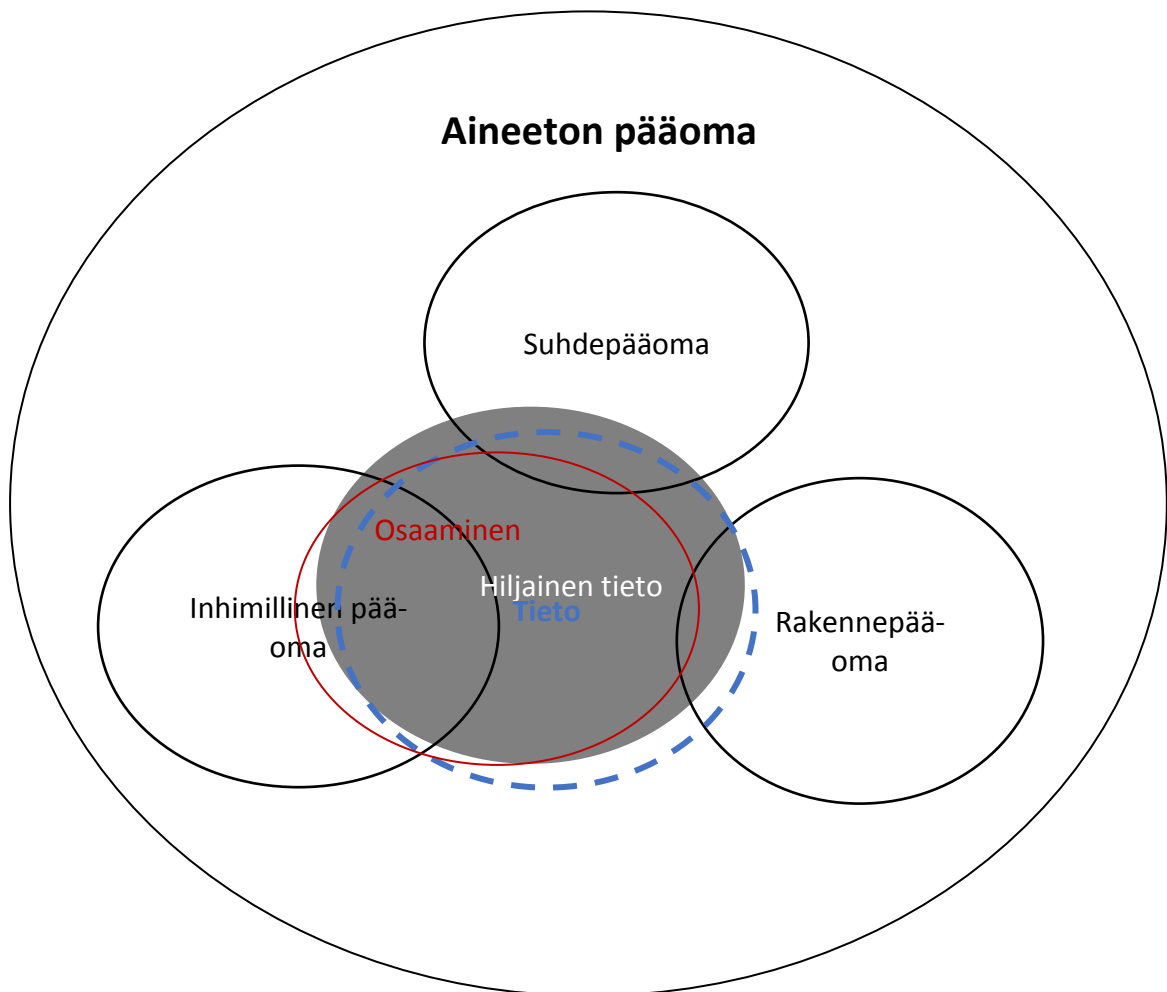 Aineeton pääoma
Suhdepääoma
Osaaminen
Hiljainen tieto
Tieto
Inhimillinen pää-
oma
Rakennepää-
oma